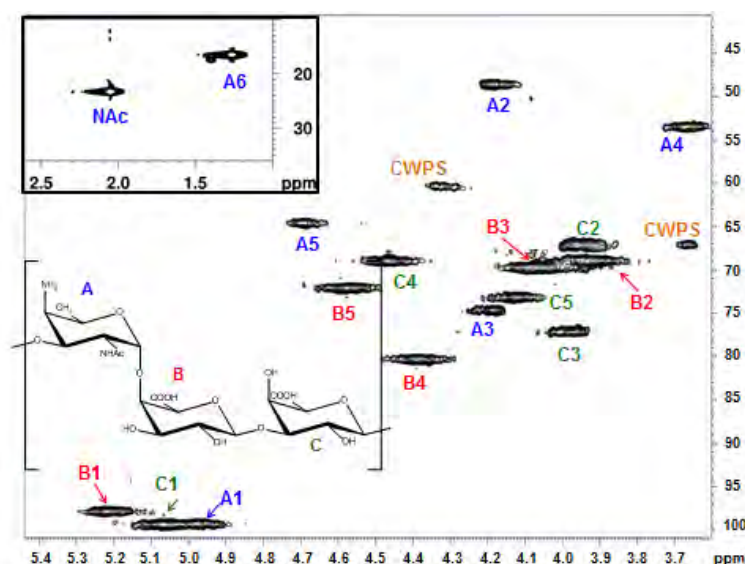 A6
NAc
20
30
2.5 2.0 1.5 ppm
A2
A4
CWPS
A5
B3
C2
CWPS
C4
B5
C5
B2
A3
C3
B4
45
50
55
60
65
70
75
80
85
90
95
100
A
NH₂
CH₃
O
O
NHAc
O
B
COOH
O
HO
OH
O
OH
COOH
O
OH
C
B1
C1
A1
5.4 5.3 5.2 5.1 5.0 4.9 4.8 4.7 4.6 4.5 4.4 4.3 4.2 4.1 4.0 3.9 3.8 3.7 ppm